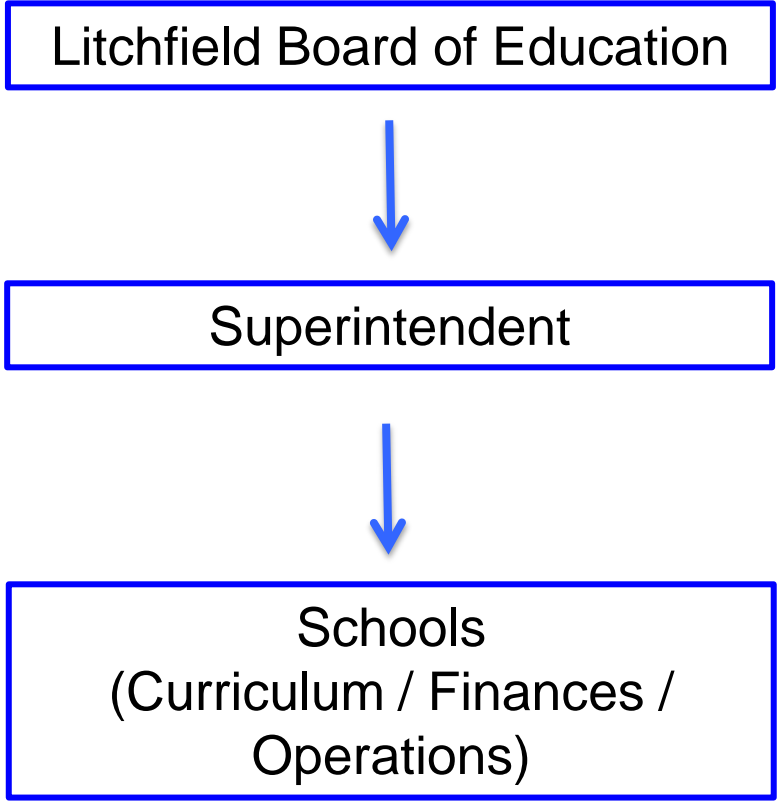 Litchfield Board of Education
Superintendent
Schools
(Curriculum / Finances /
Operations)